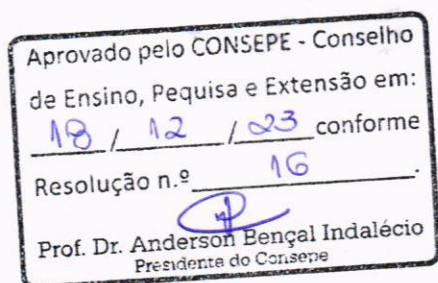 Aprovado pelo CONSEPE - Conselho
de Ensino, Pequisa e Extensão em:
18 / 12 / 23 conforme
Resolução n.º 16.
Prof. Dr. Anderson Bençal Indalécio
Presidente do Consepe